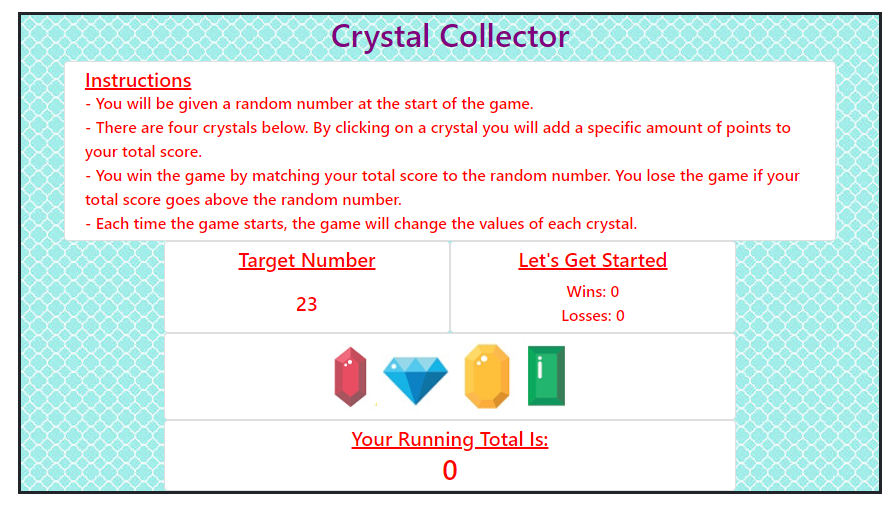 Crystal Collector
Instructions
- You will be given a random number at the start of the game.
- There are four crystals below. By clicking on a crystal you will add a specific amount of points to
your total score.
- You win the game by matching your total score to the random number. You lose the game if your
total score goes above the random number.
- Each time the game starts, the game will change the values of each crystal.
Target Number
23
Let's Get Started
Wins: 0
Losses: 0
Your Running Total Is:
0